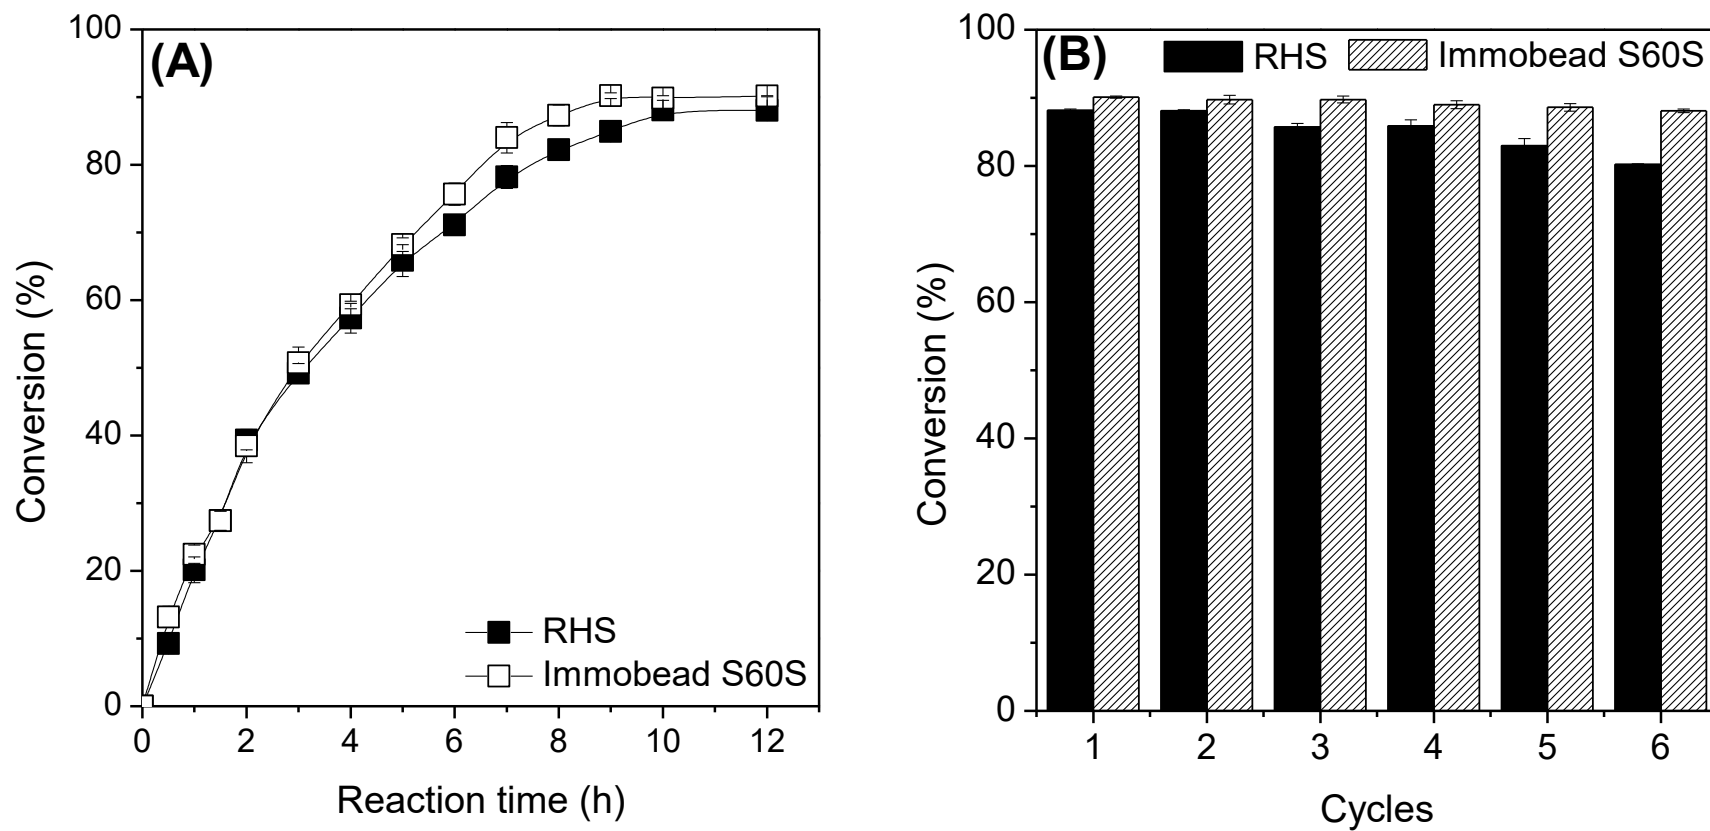 (A)
100
80
60
40
20
0
Conversion (%)
RHS
Immobead S60S
0 2 4 6 8 10 12
Reaction time (h)
(B)
RHS Immobead S60S
100
80
60
40
20
0
Conversion (%)
1 2 3 4 5 6
Cycles